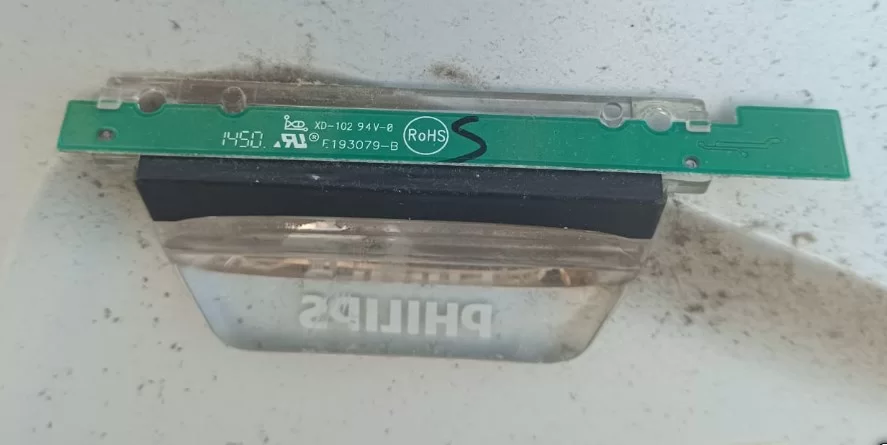 XD-102 94V-0
1450. ® E193079-B
RoHS
S
PHILIPS